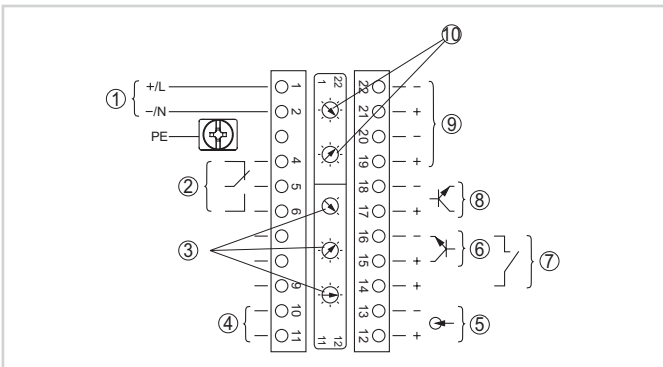 ⑩
① +/L 1 1 22 22 −
−/N 2 21 + ⑨
PE 20 −
② 4 19 +
5 18 − ⑧
6 17 +
③ 16 − ⑥ ⑦
15 +
9 14 +
④ 10 13 − ⑤
11 11 12 12 +